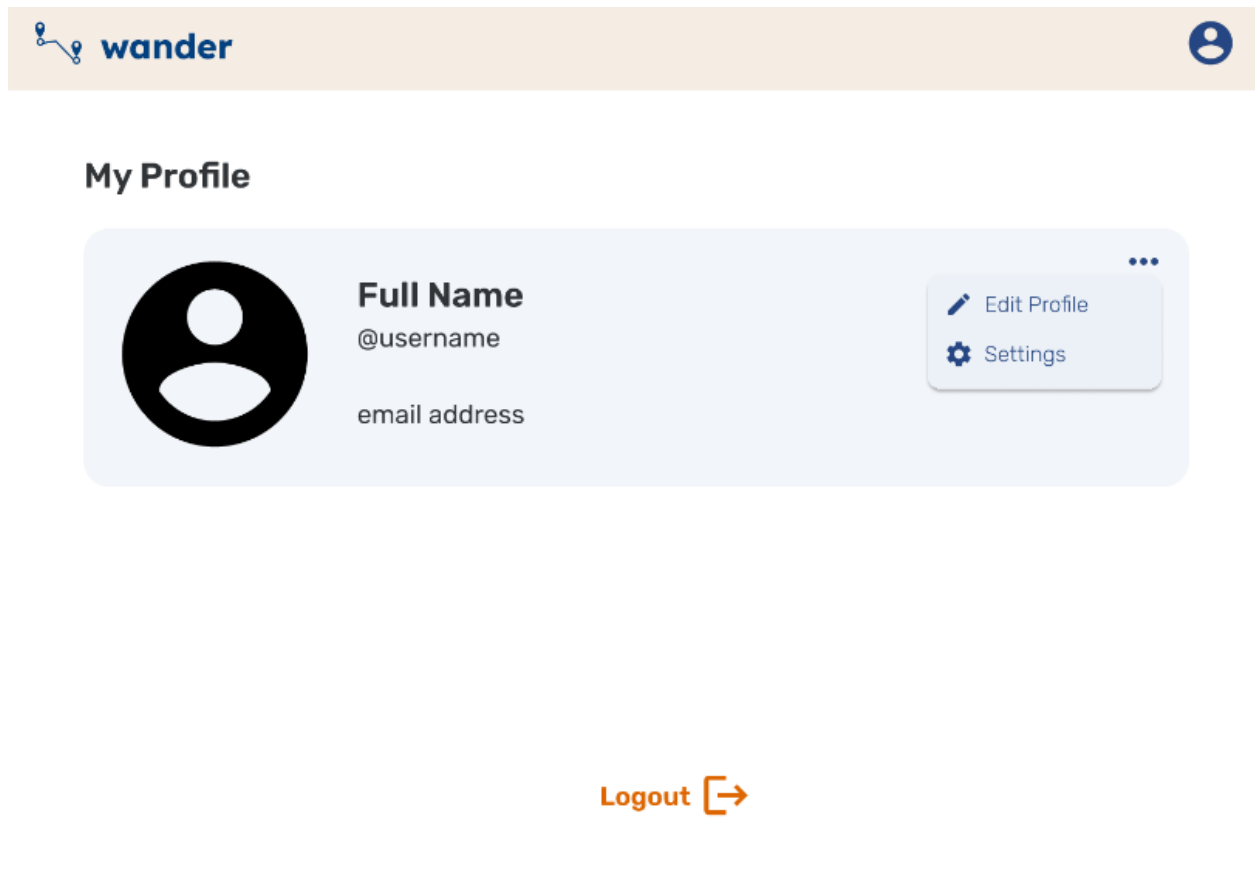 wander
My Profile
Full Name
@username
email address
Edit Profile
Settings
Logout